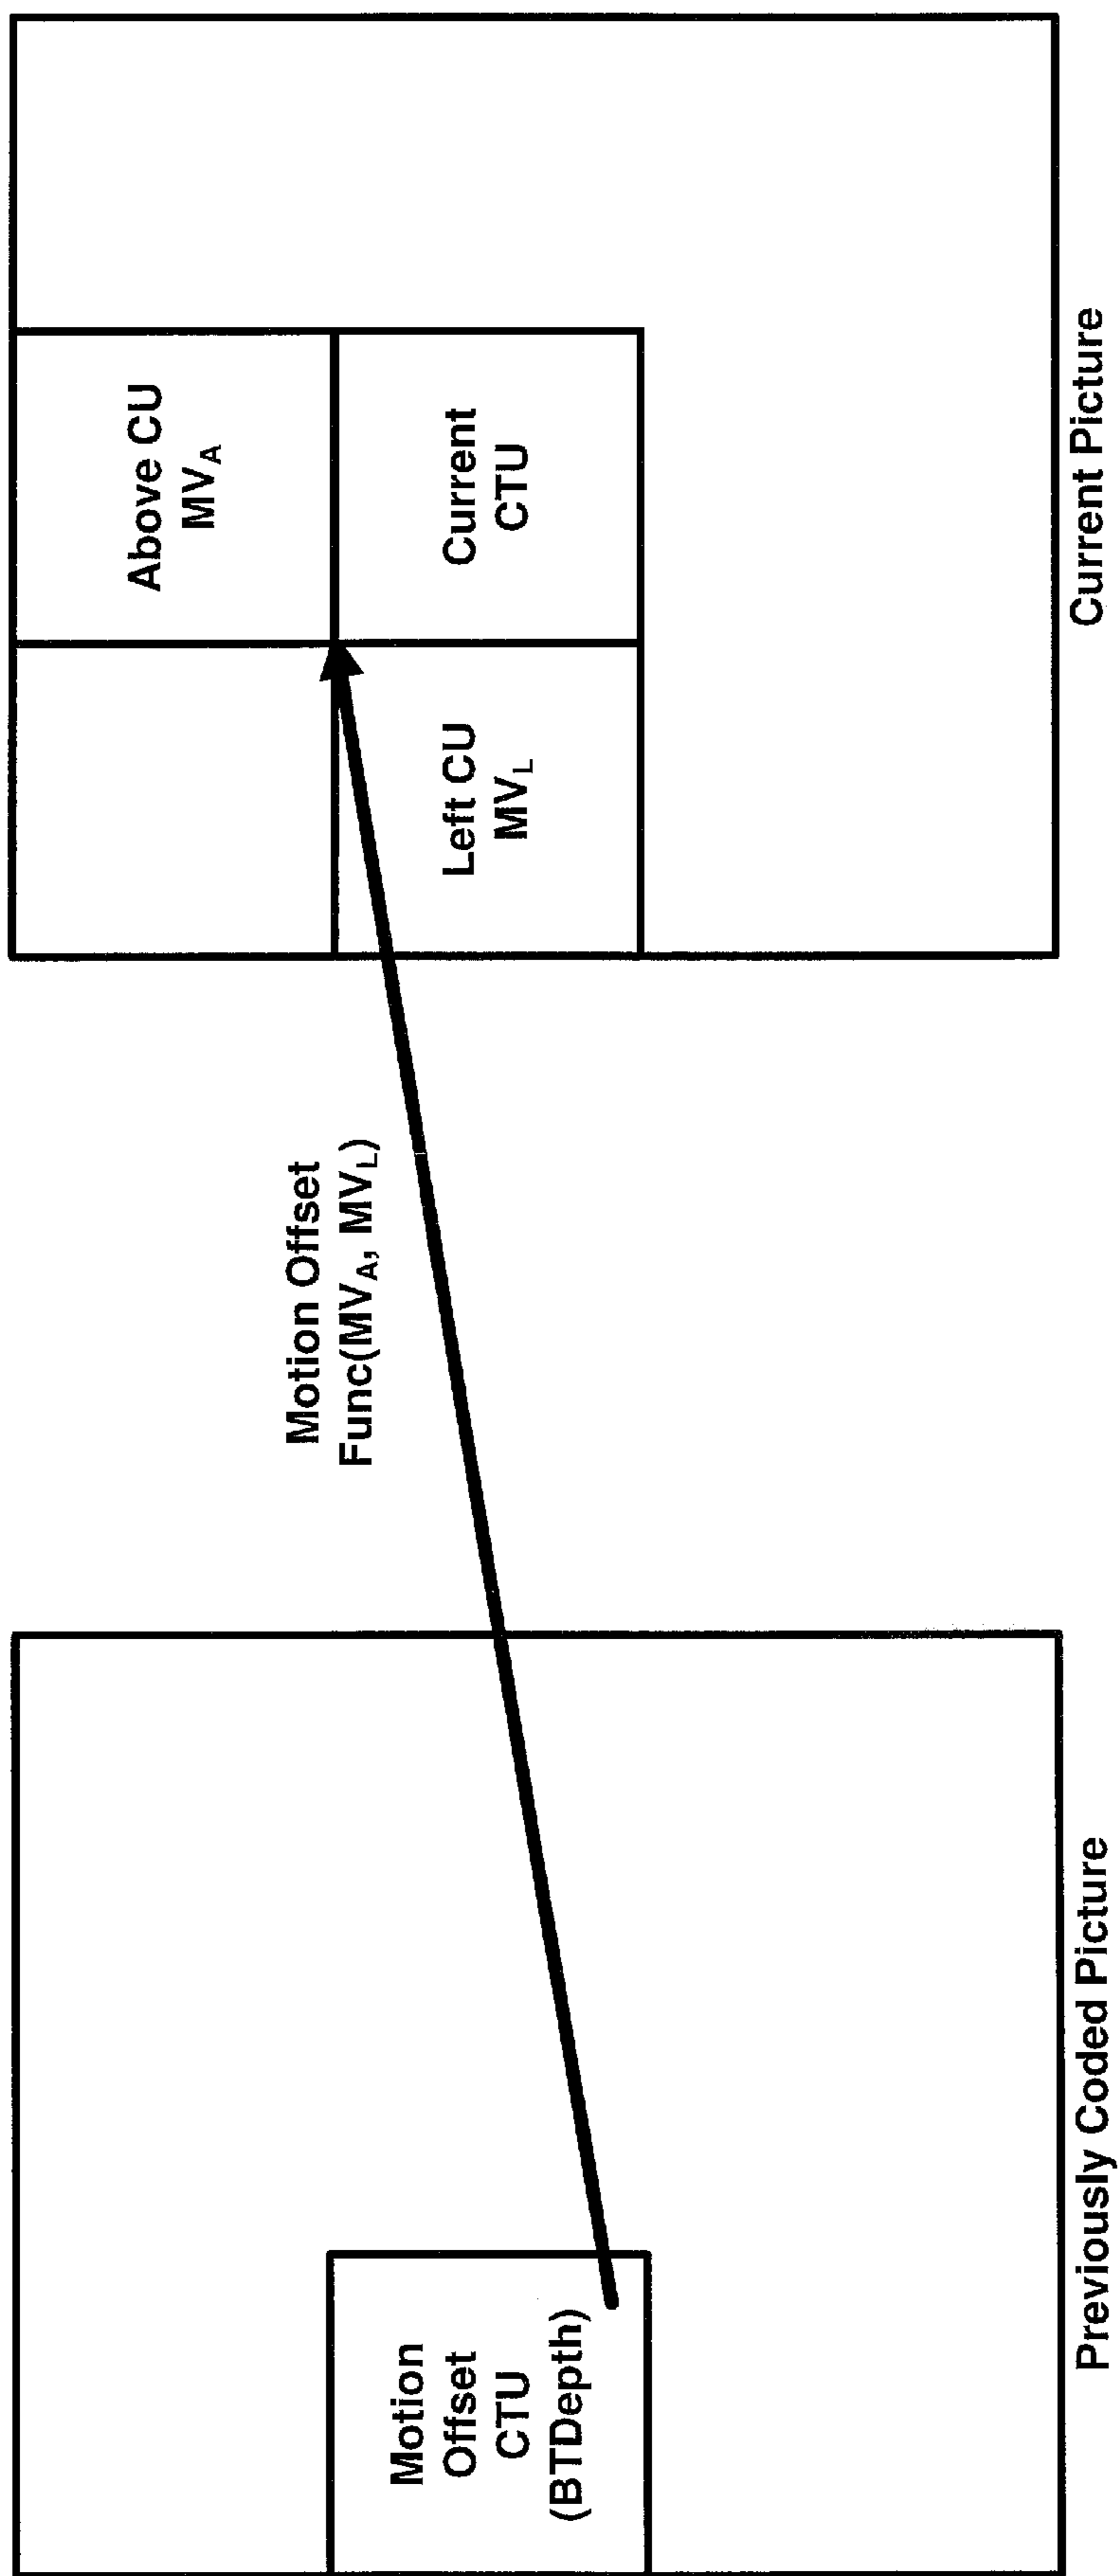 Motion
Offset
CTU
(BTDepth)
Previously Coded Picture
Motion Offset
Func(MVA, MVL)
Above CU
MVA
Left CU
MVL
Current
CTU
Current Picture